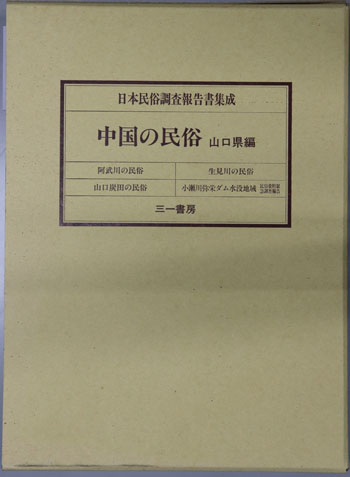 日本民俗調査報告書集成
中国の民俗 山口県編
阿武川の民俗 生見川の民俗
山口廣田の民俗 小瀬川弥栄ダム水没地域
三一書房